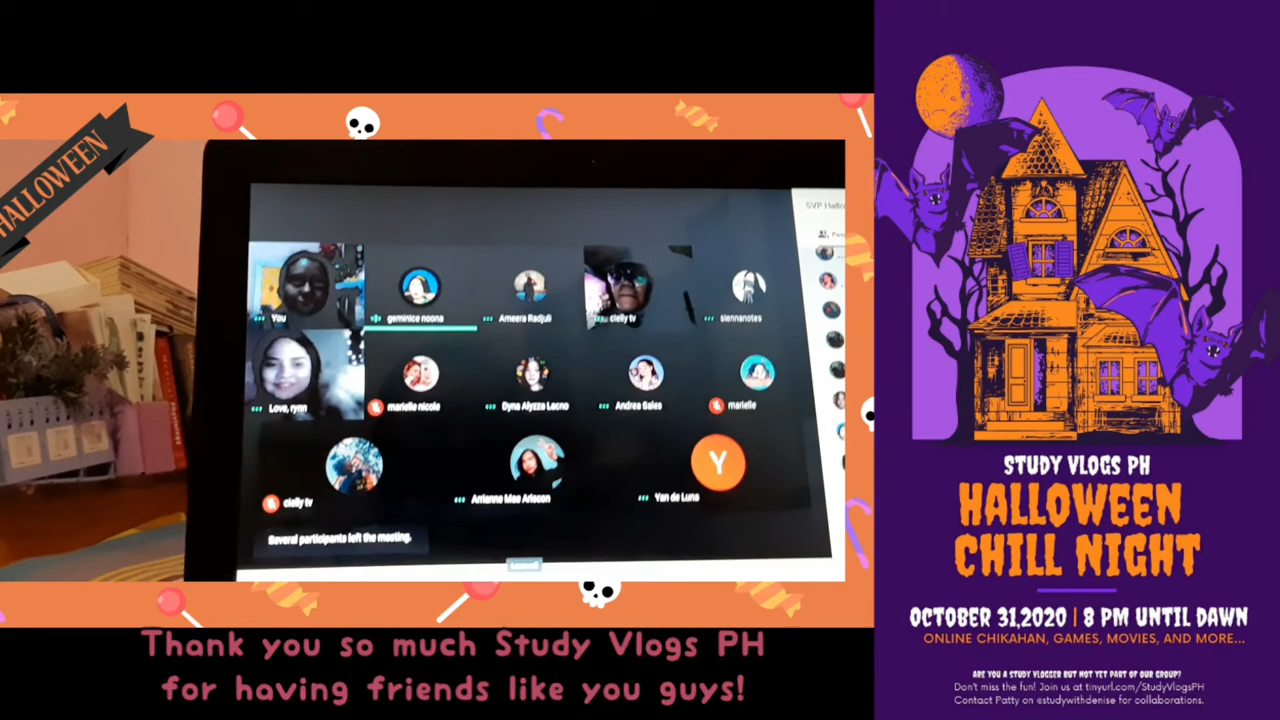 HALLOWEEN
SVP Hallo
You
geminice noona
Ameera Radjuli
cielly tv
siennanotes
Love, rynn
marielle nicole
Dyna Alyzza Lacno
Andrea Sales
marielle
cielly tv
Arrianne Mae Ariscon
Y
Yan de Luna
Several participants left the meeting.
Thank you so much Study Vlogs PH
for having friends like you guys!
STUDY VLOGS PH
HALLOWEEN
CHILL NIGHT
OCTOBER 31,2020 | 8 PM UNTIL DAWN
ONLINE CHIKAHAN, GAMES, MOVIES, AND MORE...
ARE YOU A STUDY VLOGGER BUT NOT YET PART OF OUR GROUP?
Don't miss the fun! Join us at tinyurl.com/StudyVlogsPH
Contact Patty on @studywithdenise for collaborations.